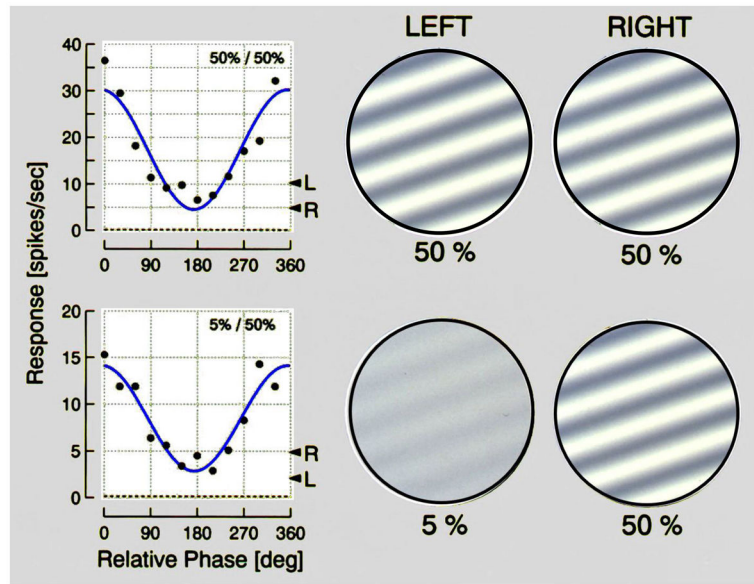 LEFT RIGHT
40
30
20
10
0
50% / 50%
L
R
0 90 180 270 360
50 % 50 %
Response [spikes/sec]
20
15
10
5
0
5% / 50%
R
L
0 90 180 270 360
Relative Phase [deg]
5 % 50 %